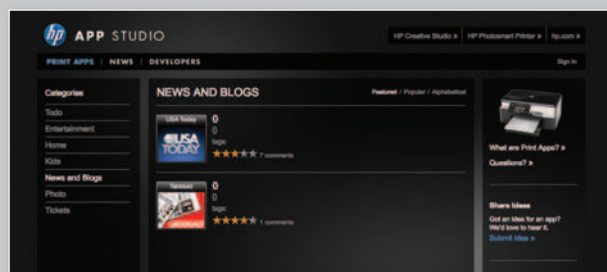 hp APP STUDIO
HP Creative Studio » HP Photosmart Printer » hp.com »
PRINT APPS | NEWS | DEVELOPERS
Sign In
Categories
Todo
Entertainment
Home
Kids
News and Blogs
Photo
Tickets
NEWS AND BLOGS
Featured / Popular / Alphabetical
USA Today
USA
TODAY
0
0
tags:
7 comments
Tabbloid
0
0
tags:
1 comments
What are Print Apps? »
Questions? »
Share Ideas
Got an idea for an app?
We'd love to hear it.
Submit Idea »